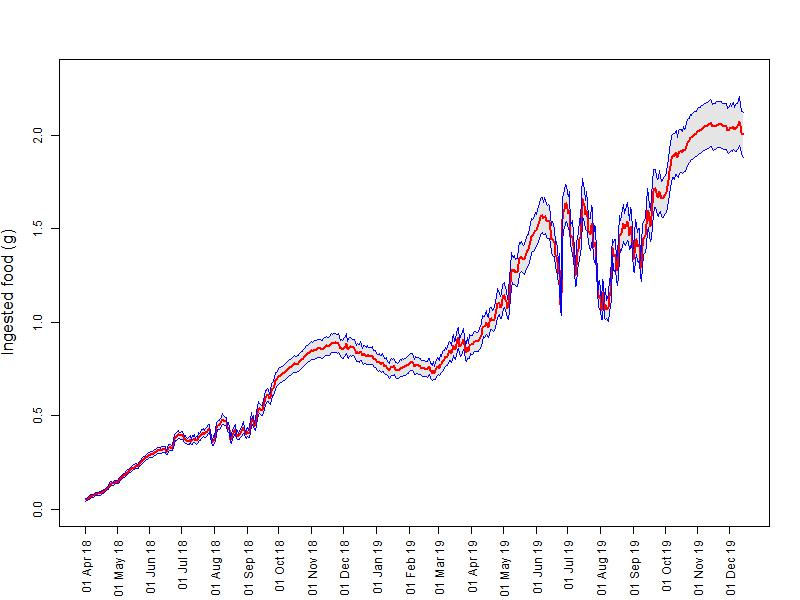 Ingested food (g)
2.0
1.5
1.0
0.5
0.0
01 Apr 18
01 May 18
01 Jun 18
01 Jul 18
01 Aug 18
01 Sep 18
01 Oct 18
01 Nov 18
01 Dec 18
01 Jan 19
01 Feb 19
01 Mar 19
01 Apr 19
01 May 19
01 Jun 19
01 Jul 19
01 Aug 19
01 Sep 19
01 Oct 19
01 Nov 19
01 Dec 19